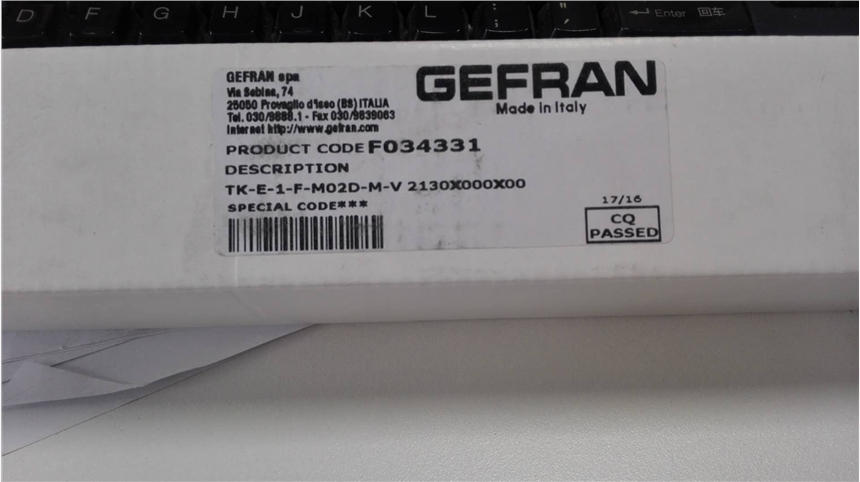 D F G H J K L : ; " ' Enter 回车
GEFRAN spa
Via Sebina, 74
25050 Provaglio d'Iseo (BS) ITALIA
Tel. 030/9888.1 - Fax 030/9839063
Internet http://www.gefran.com
GEFRAN
Made in Italy
PRODUCT CODE F034331
DESCRIPTION
TK-E-1-F-M02D-M-V 2130X000X00
SPECIAL CODE***
17/16
CQ
PASSED